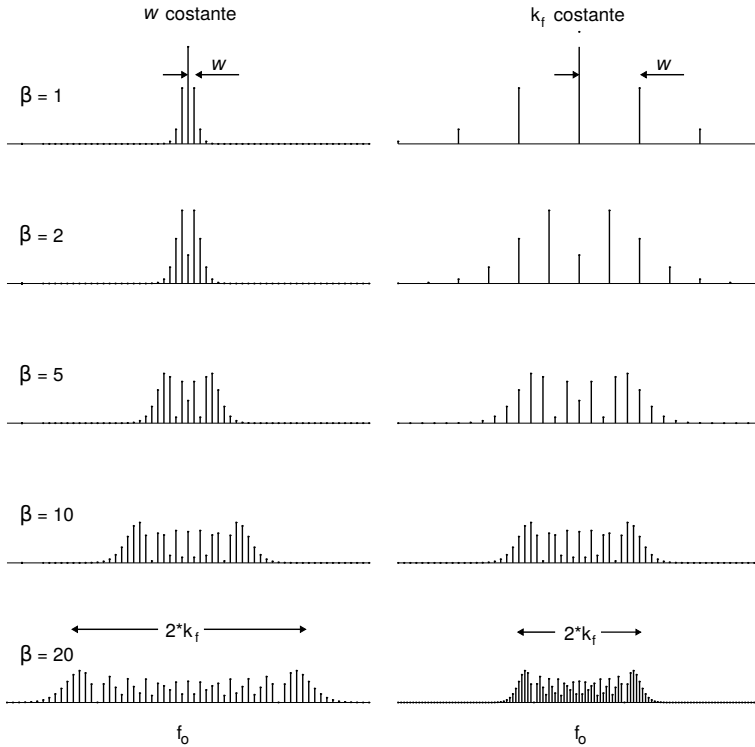 w costante
k_f costante
w
w
β = 1
β = 2
β = 5
β = 10
2*k_f
2*k_f
β = 20
f_o
f_o